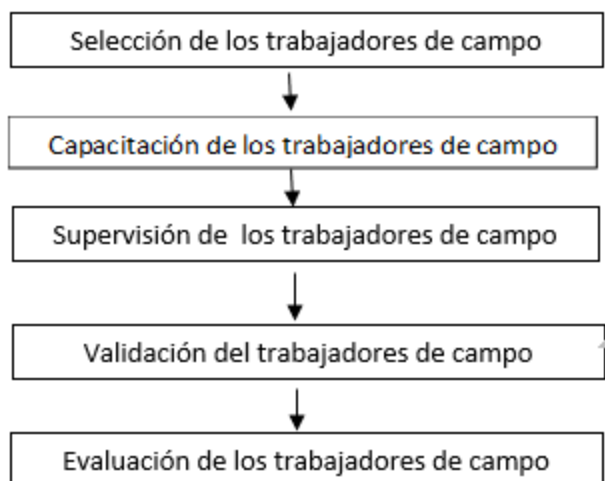 Selección de los trabajadores de campo
Capacitación de los trabajadores de campo
Supervisión de los trabajadores de campo
Validación del trabajadores de campo
Evaluación de los trabajadores de campo